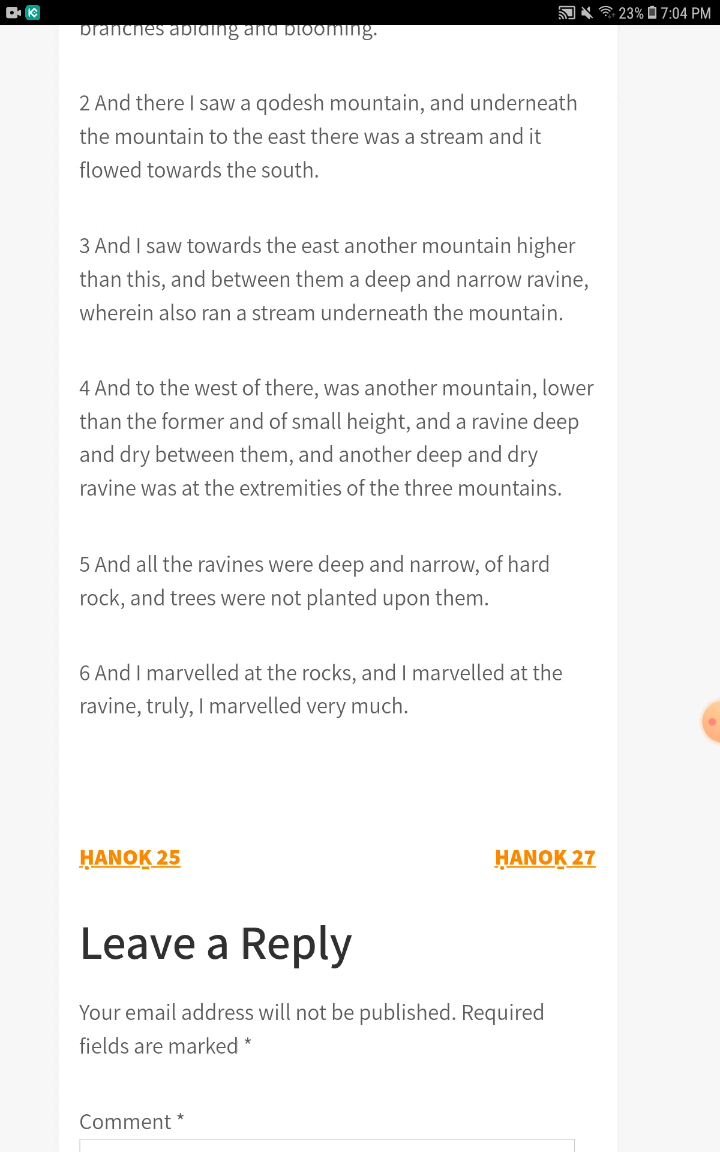 23% 7:04 PM
branches abiding and blooming.
2 And there I saw a qodesh mountain, and underneath
the mountain to the east there was a stream and it
flowed towards the south.
3 And I saw towards the east another mountain higher
than this, and between them a deep and narrow ravine,
wherein also ran a stream underneath the mountain.
4 And to the west of there, was another mountain, lower
than the former and of small height, and a ravine deep
and dry between them, and another deep and dry
ravine was at the extremities of the three mountains.
5 And all the ravines were deep and narrow, of hard
rock, and trees were not planted upon them.
6 And I marvelled at the rocks, and I marvelled at the
ravine, truly, I marvelled very much.
ḤANOḴ 25
ḤANOḴ 27
Leave a Reply
Your email address will not be published. Required
fields are marked *
Comment *